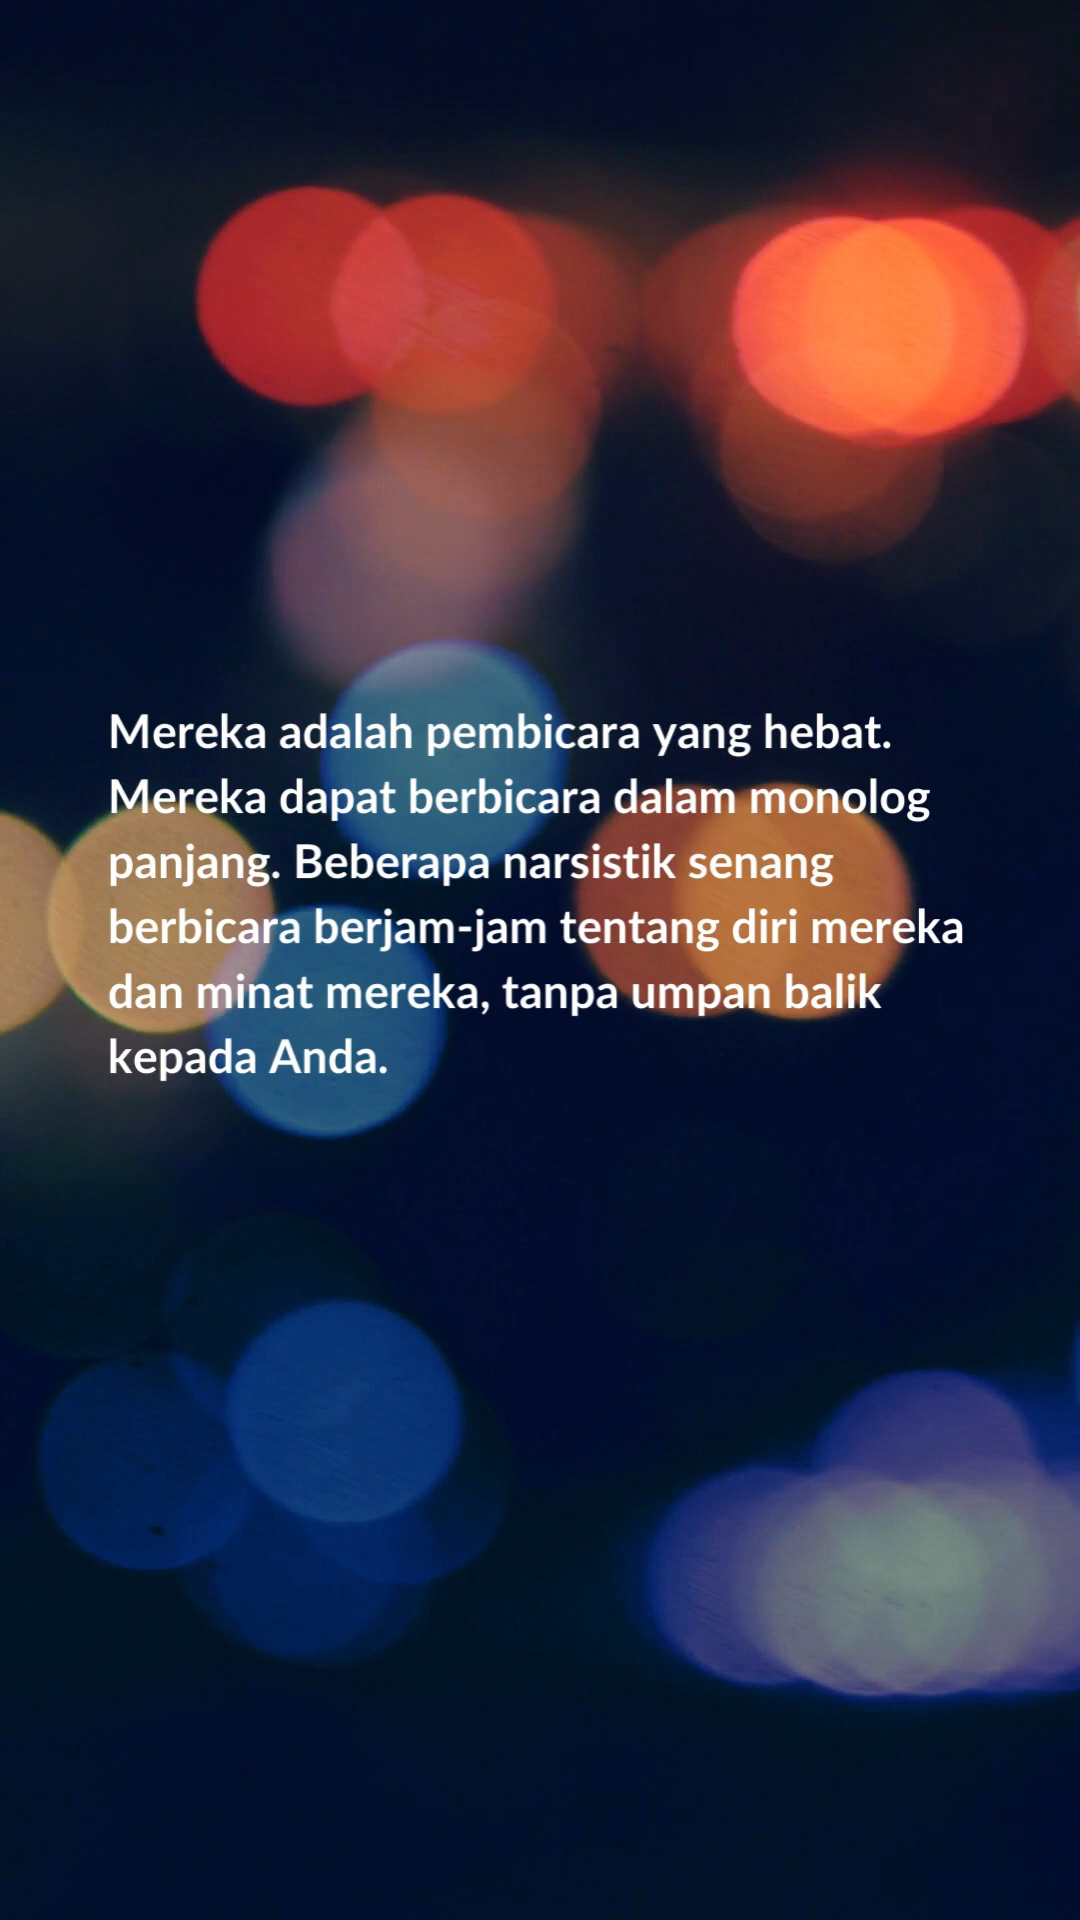 Mereka adalah pembicara yang hebat.
Mereka dapat berbicara dalam monolog
panjang. Beberapa narsistik senang
berbicara berjam-jam tentang diri mereka
dan minat mereka, tanpa umpan balik
kepada Anda.